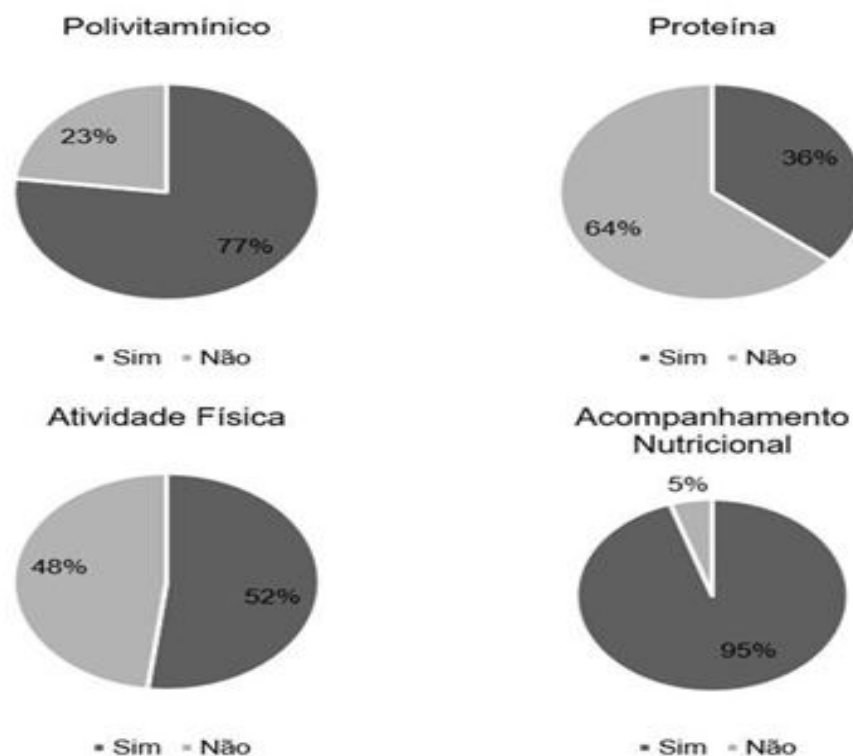 Polivitamínico
23%
77%
▪ Sim ▪ Não
Proteína
36%
64%
▪ Sim ▪ Não
Atividade Física
48%
52%
▪ Sim ▪ Não
Acompanhamento
Nutricional
5%
95%
▪ Sim ▪ Não